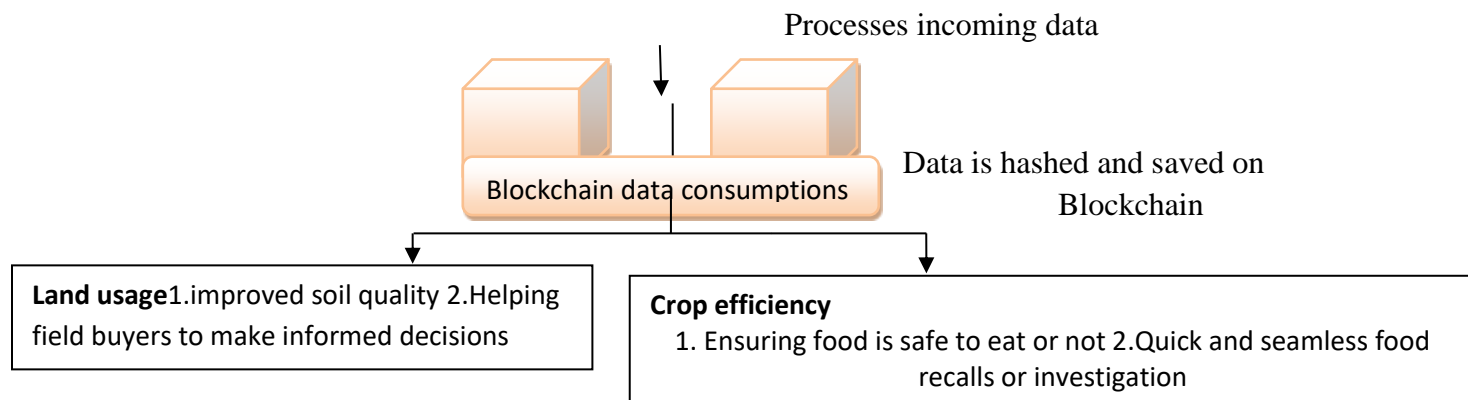 Processes incoming data
Blockchain data consumptions
Data is hashed and saved on
Blockchain
Land usage1.improved soil quality 2.Helping
field buyers to make informed decisions
Crop efficiency
1. Ensuring food is safe to eat or not 2.Quick and seamless food
recalls or investigation